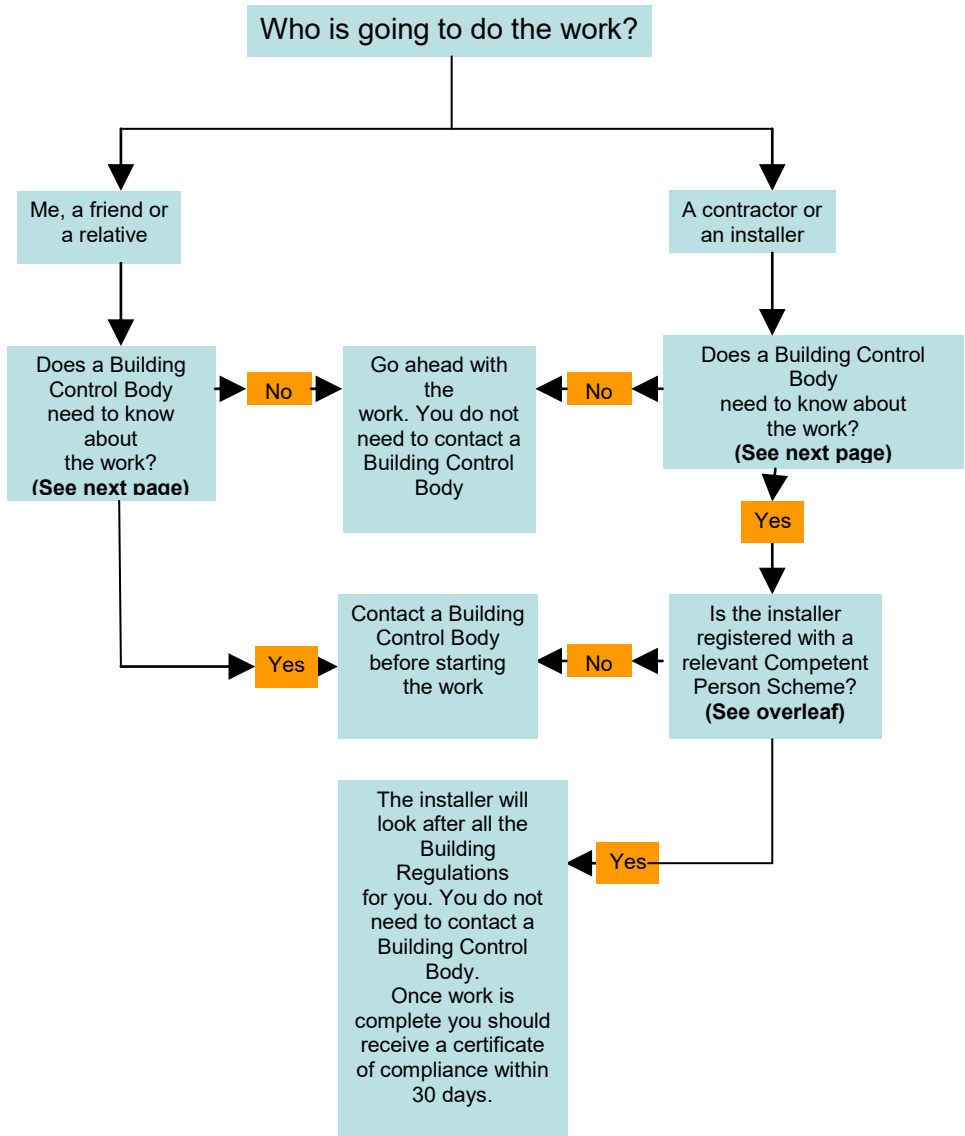 Who is going to do the work?
Me, a friend or
a relative
A contractor or
an installer
Does a Building
Control Body
need to know
about
the work?
(See next page)
No
Go ahead with
the
work. You do not
need to contact a
Building Control
Body
No
Does a Building Control
Body
need to know about
the work?
(See next page)
Yes
Yes
Contact a Building
Control Body
before starting
the work
No
Is the installer
registered with a
relevant Competent
Person Scheme?
(See overleaf)
The installer will
look after all the
Building
Regulations
for you. You do not
need to contact a
Building Control
Body.
Once work is
complete you should
receive a certificate
of compliance within
30 days.
Yes